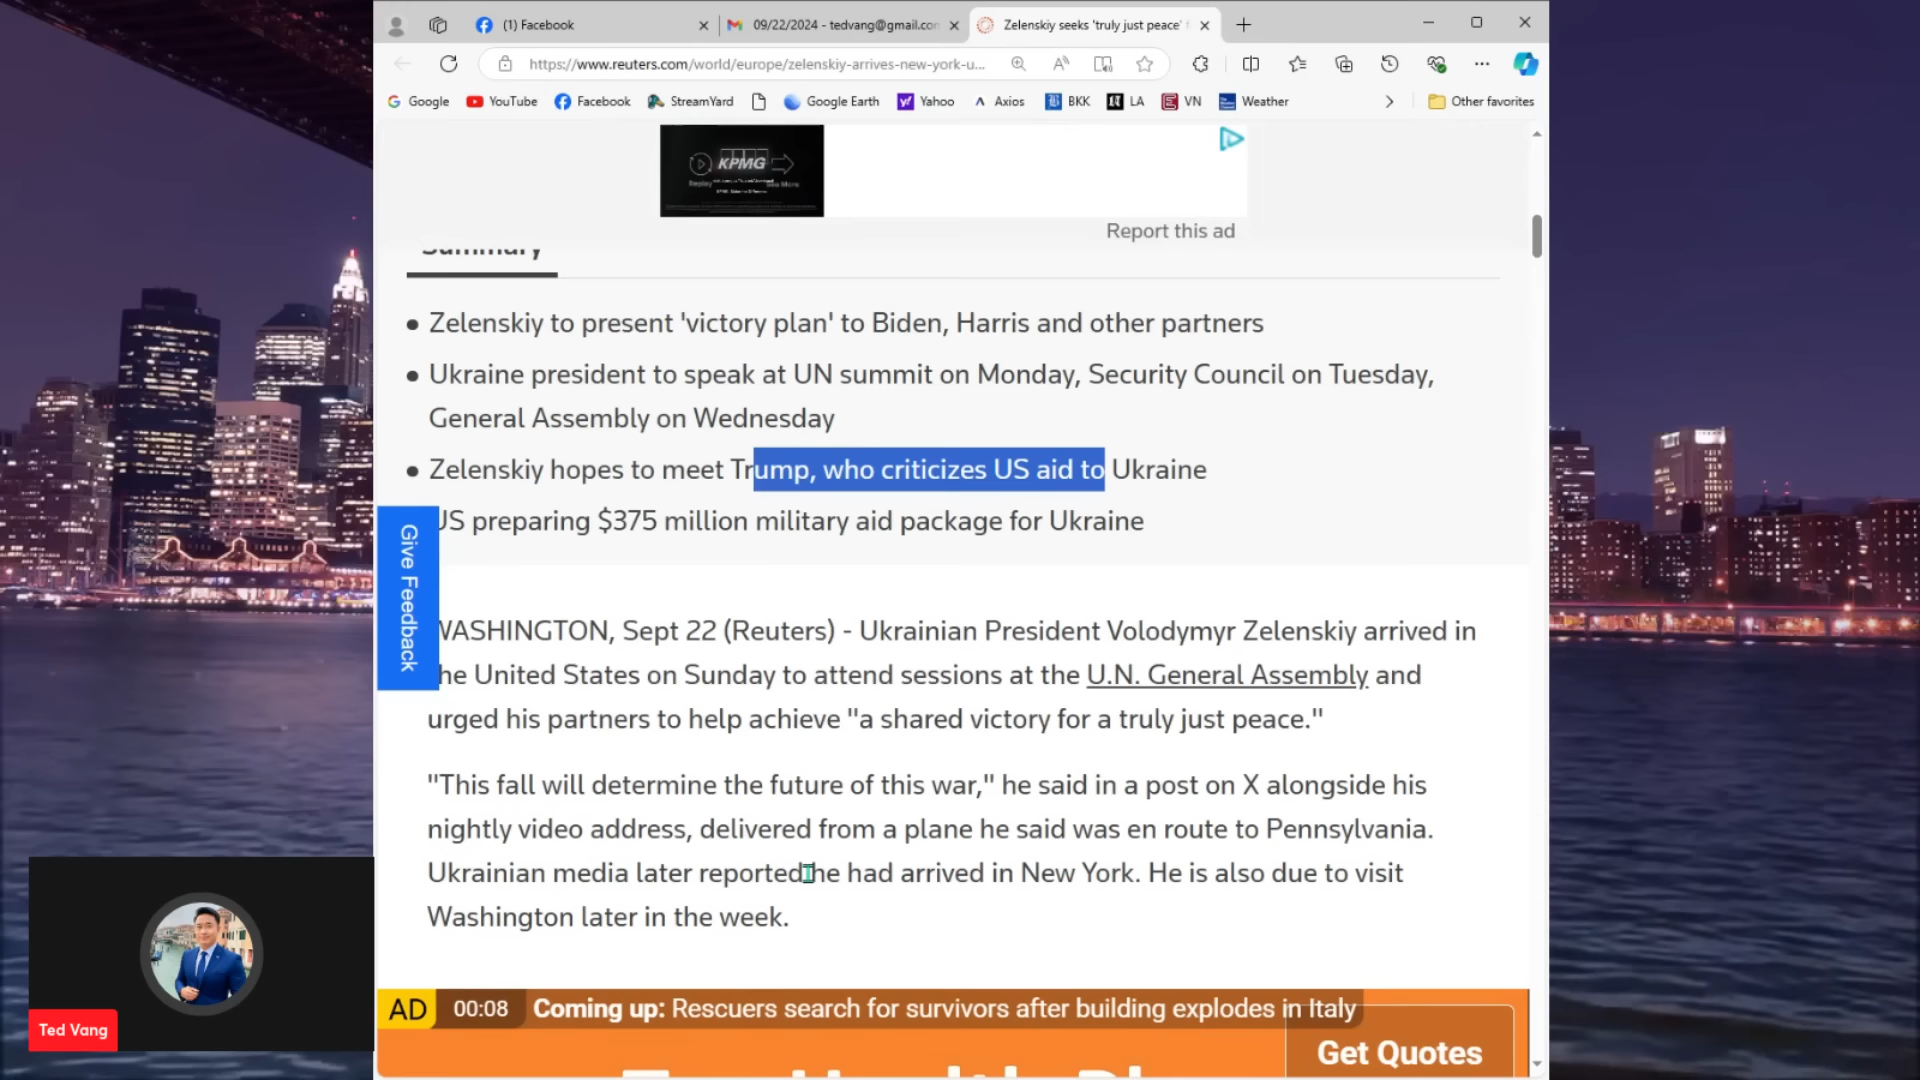 (1) Facebook
09/22/2024 - tedvang@gmail.com
Zelenskiy seeks 'truly just peace'
https://www.reuters.com/world/europe/zelenskiy-arrives-new-york-u...
Google
YouTube
Facebook
StreamYard
Google Earth
Yahoo
Axios
BKK
LA
VN
Weather
Other favorites
KPMG
Replay
See More
Report this ad
Summary
Zelenskiy to present 'victory plan' to Biden, Harris and other partners
Ukraine president to speak at UN summit on Monday, Security Council on Tuesday,
General Assembly on Wednesday
Zelenskiy hopes to meet Trump, who criticizes US aid to Ukraine
US preparing $375 million military aid package for Ukraine
Give Feedback
WASHINGTON, Sept 22 (Reuters) - Ukrainian President Volodymyr Zelenskiy arrived in
the United States on Sunday to attend sessions at the U.N. General Assembly and
urged his partners to help achieve "a shared victory for a truly just peace."
"This fall will determine the future of this war," he said in a post on X alongside his
nightly video address, delivered from a plane he said was en route to Pennsylvania.
Ukrainian media later reported he had arrived in New York. He is also due to visit
Washington later in the week.
Ted Vang
AD 00:08 Coming up: Rescuers search for survivors after building explodes in Italy
Get Quotes